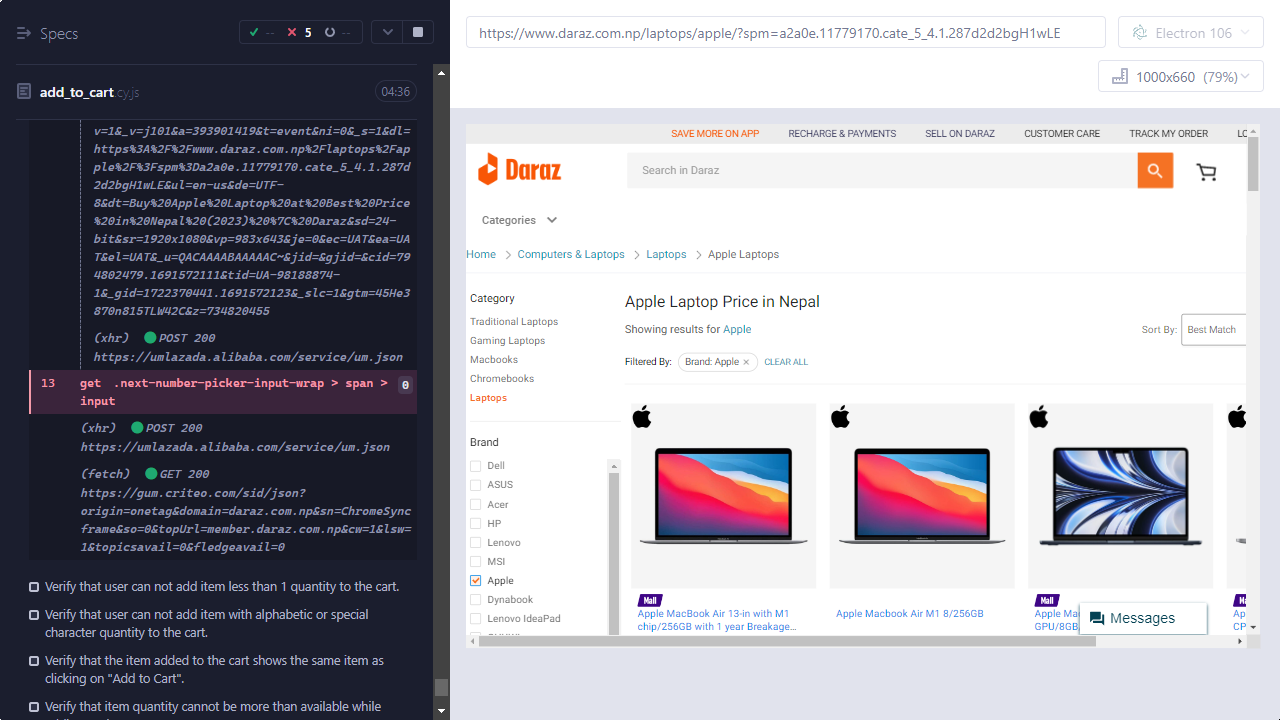 Specs
--
5
--
add_to_cart.cy.js
04:36
v=1&_v=j101&a=393901419&t=event&ni=0&_s=1&dl=
https%3A%2F%2Fwww.daraz.com.np%2Flaptops%2Fap
ple%2F%3Fspm%3Da2a0e.11779170.cate_5_4.1.287d
2d2bgH1wLE&ul=en-us&de=UTF-
8&dt=Buy%20Apple%20Laptop%20at%20Best%20Price
%20in%20Nepal%20(2023)%20%7C%20Daraz&sd=24-
bit&sr=1920x1080&vp=983x643&je=0&ec=UAT&ea=UA
T&el=UAT&_u=QACAAAABAAAAAC~&jid=&gjid=&cid=79
4802479.1691572111&tid=UA-98188874-
1&_gid=1722370441.1691572123&_slc=1&gtm=45He3
870n815TLW42C&z=734820455
(xhr) POST 200
https://umlazada.alibaba.com/service/um.json
13 get .next-number-picker-input-wrap > span >
input
0
(xhr) POST 200
https://umlazada.alibaba.com/service/um.json
(fetch) GET 200
https://gum.criteo.com/sid/json?
origin=onetag&domain=daraz.com.np&sn=ChromeSync
frame&so=0&topUrl=member.daraz.com.np&cw=1&lsw=
1&topicsavail=0&fledgeavail=0
Verify that user can not add item less than 1 quantity to the cart.
Verify that user can not add item with alphabetic or special
character quantity to the cart.
Verify that the item added to the cart shows the same item as
clicking on "Add to Cart".
Verify that item quantity cannot be more than available while
https://www.daraz.com.np/laptops/apple/?spm=a2a0e.11779170.cate_5_4.1.287d2d2bgH1wLE
Electron 106
1000x660 (79%)
SAVE MORE ON APP
RECHARGE & PAYMENTS
SELL ON DARAZ
CUSTOMER CARE
TRACK MY ORDER
LO
Daraz
Search in Daraz
Categories
Home > Computers & Laptops > Laptops > Apple Laptops
Category
Traditional Laptops
Gaming Laptops
Macbooks
Chromebooks
Laptops
Brand
Dell
ASUS
Acer
HP
Lenovo
MSI
Apple
Dynabook
Lenovo IdeaPad
Apple Laptop Price in Nepal
Showing results for Apple
Sort By:
Best Match
Filtered By:
Brand: Apple ×
CLEAR ALL
Mall
Apple MacBook Air 13-in with M1
chip/256GB with 1 year Breakage...
Apple Macbook Air M1 8/256GB
Mall
Apple Ma
GPU/8GB
Messages
M
Ap
CP